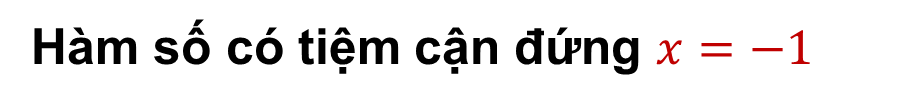 Hàm số có tiệm cận đứng x = −1